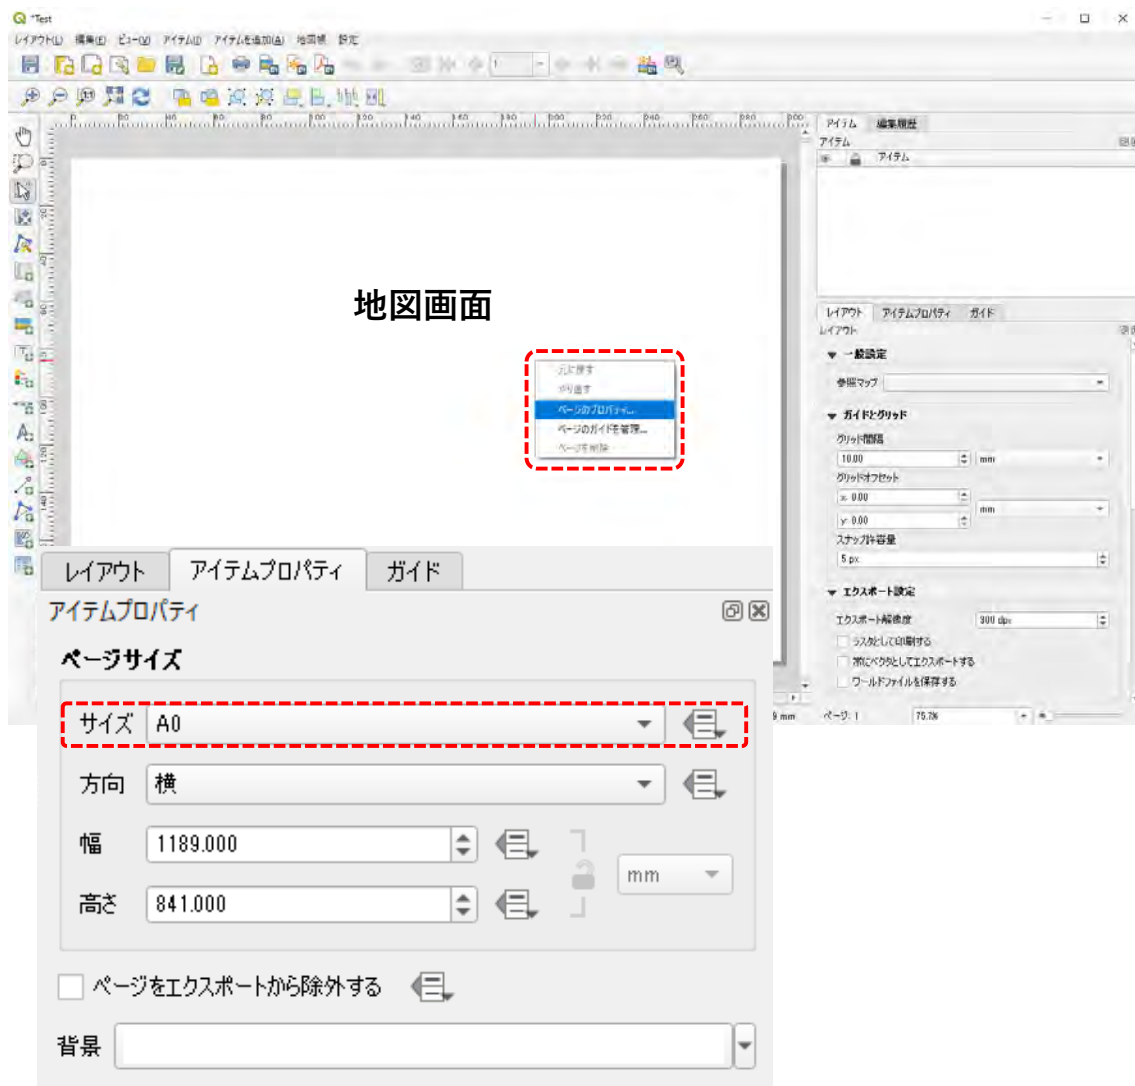 *Test
レイアウト(L) 編集(E) ビュー(V) アイテム(I) アイテムを追加(A) 地図帳 設定
1
アイテム 編集履歴
アイテム
アイテム
地図画面
元に戻す
やり直す
ページのプロパティ...
ページのガイドを管理...
ページを削除
レイアウト アイテムプロパティ ガイド
レイアウト
一般設定
参照マップ
ガイドとグリッド
グリッド間隔
10.00 mm
グリッドオフセット
x: 0.00
mm
y: 0.00
スナップ許容量
5 px
エクスポート設定
エクスポート解像度 300 dpi
ラスタとして印刷する
常にベクタとしてエクスポートする
ワールドファイルを保存する
mm ページ: 1 75.7%
レイアウト アイテムプロパティ ガイド
アイテムプロパティ
ページサイズ
サイズ A0
方向 横
幅 1189.000
mm
高さ 841.000
ページをエクスポートから除外する
背景